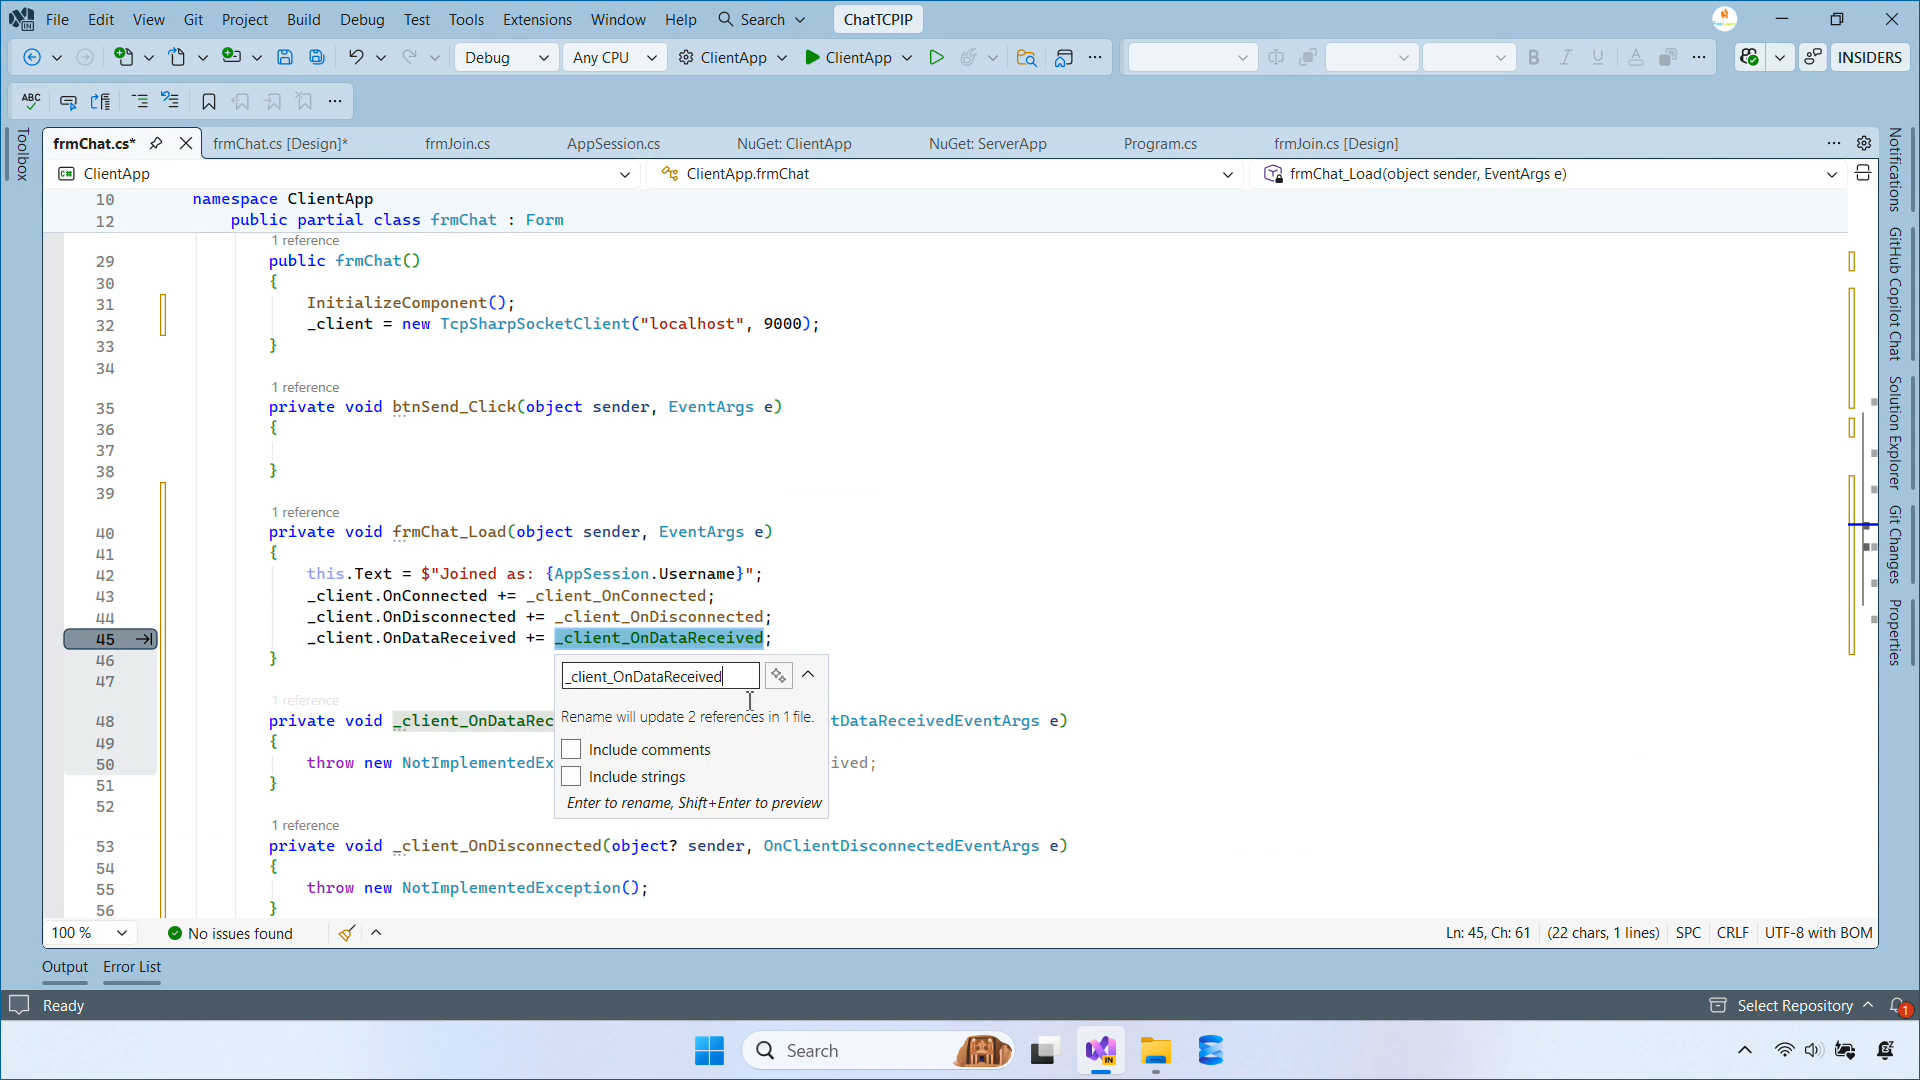 File Edit View Git Project Build Debug Test Tools Extensions Window Help Search ChatTCPIP
Debug Any CPU ClientApp ClientApp INSIDERS
ABC
Toolbox
frmChat.cs* frmChat.cs [Design]* frmJoin.cs AppSession.cs NuGet: ClientApp NuGet: ServerApp Program.cs frmJoin.cs [Design]
ClientApp ClientApp.frmChat frmChat_Load(object sender, EventArgs e)
10 namespace ClientApp
12 public partial class frmChat : Form
1 reference
29 public frmChat()
30 {
31 InitializeComponent();
32 _client = new TcpSharpSocketClient("localhost", 9000);
33 }
34
1 reference
35 private void btnSend_Click(object sender, EventArgs e)
36 {
37
38 }
39
1 reference
40 private void frmChat_Load(object sender, EventArgs e)
41 {
42 this.Text = $"Joined as: {AppSession.Username}";
43 _client.OnConnected += _client_OnConnected;
44 _client.OnDisconnected += _client_OnDisconnected;
45 _client.OnDataReceived += _client_OnDataReceived;
46 }
47
_client_OnDataReceived
Rename will update 2 references in 1 file.
Include comments
Include strings
Enter to rename, Shift+Enter to preview
1 reference
48 private void _client_OnDataRec tDataReceivedEventArgs e)
49 {
50 throw new NotImplementedEx ived;
51 }
52
1 reference
53 private void _client_OnDisconnected(object? sender, OnClientDisconnectedEventArgs e)
54 {
55 throw new NotImplementedException();
56 }
Notifications
GitHub Copilot Chat
Solution Explorer
Git Changes
Properties
100 % No issues found Ln: 45, Ch: 61 (22 chars, 1 lines) SPC CRLF UTF-8 with BOM
Output Error List
Ready Select Repository 1
Search